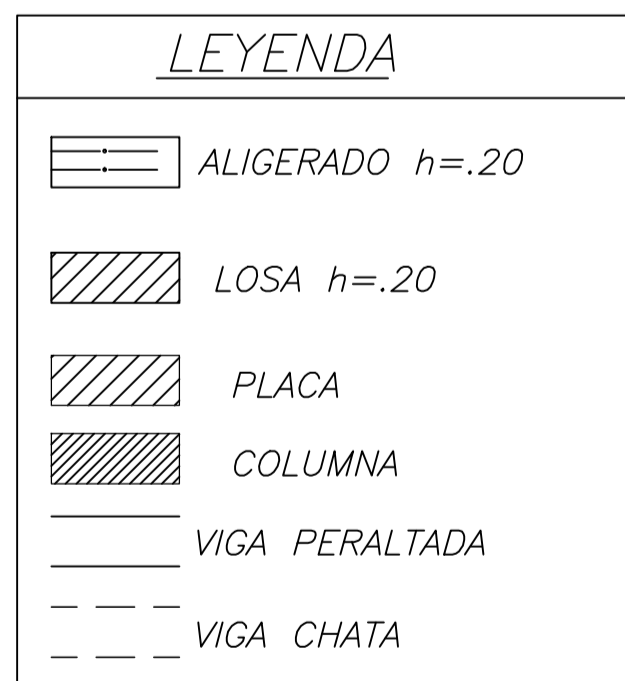 LEYENDA
ALIGERADO h=.20
LOSA h=.20
PLACA
COLUMNA
VIGA PERALTADA
VIGA CHATA